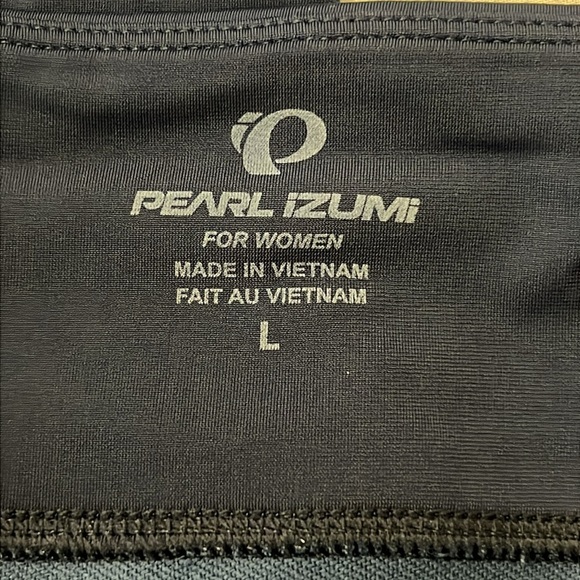 PEARL iZUMi
FOR WOMEN
MADE IN VIETNAM
FAIT AU VIETNAM
L